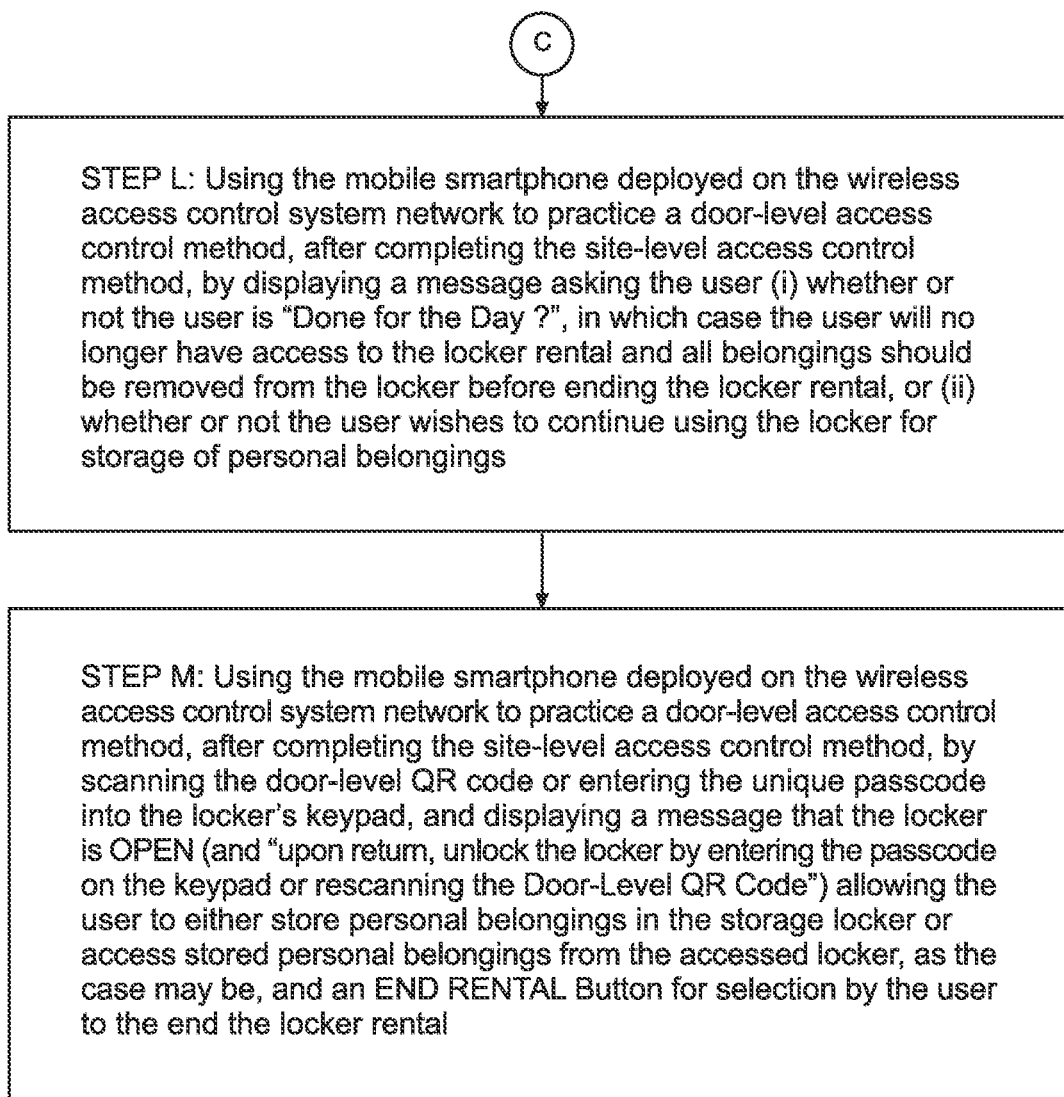 C
STEP L: Using the mobile smartphone deployed on the wireless
access control system network to practice a door-level access
control method, after completing the site-level access control
method, by displaying a message asking the user (i) whether or
not the user is “Done for the Day ?”, in which case the user will no
longer have access to the locker rental and all belongings should
be removed from the locker before ending the locker rental, or (ii)
whether or not the user wishes to continue using the locker for
storage of personal belongings
STEP M: Using the mobile smartphone deployed on the wireless
access control system network to practice a door-level access control
method, after completing the site-level access control method, by
scanning the door-level QR code or entering the unique passcode
into the locker’s keypad, and displaying a message that the locker
is OPEN (and “upon return, unlock the locker by entering the passcode
on the keypad or rescanning the Door-Level QR Code”) allowing the
user to either store personal belongings in the storage locker or
access stored personal belongings from the accessed locker, as the
case may be, and an END RENTAL Button for selection by the user
to the end the locker rental